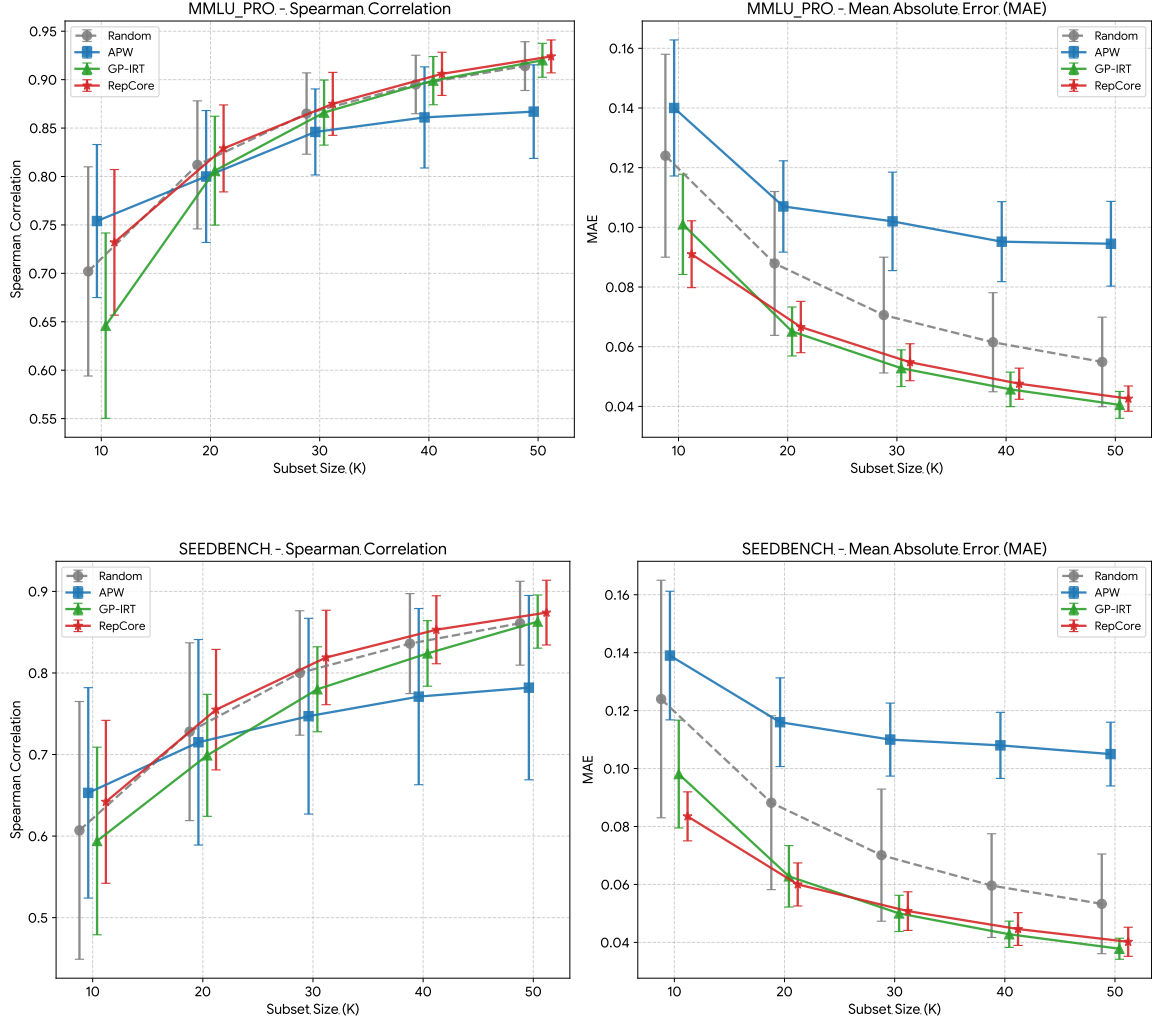 MMLU_PRO - Spearman Correlation
Random
APW
GP-IRT
RepCore
0.95
0.90
0.85
0.80
0.75
0.70
0.65
0.60
0.55
Spearman Correlation
10 20 30 40 50
Subset Size (K)
MMLU_PRO - Mean Absolute Error (MAE)
Random
APW
GP-IRT
RepCore
0.16
0.14
0.12
0.10
0.08
0.06
0.04
MAE
10 20 30 40 50
Subset Size (K)
SEEDBENCH - Spearman Correlation
Random
APW
GP-IRT
RepCore
0.9
0.8
0.7
0.6
0.5
Spearman Correlation
10 20 30 40 50
Subset Size (K)
SEEDBENCH - Mean Absolute Error (MAE)
Random
APW
GP-IRT
RepCore
0.16
0.14
0.12
0.10
0.08
0.06
0.04
MAE
10 20 30 40 50
Subset Size (K)